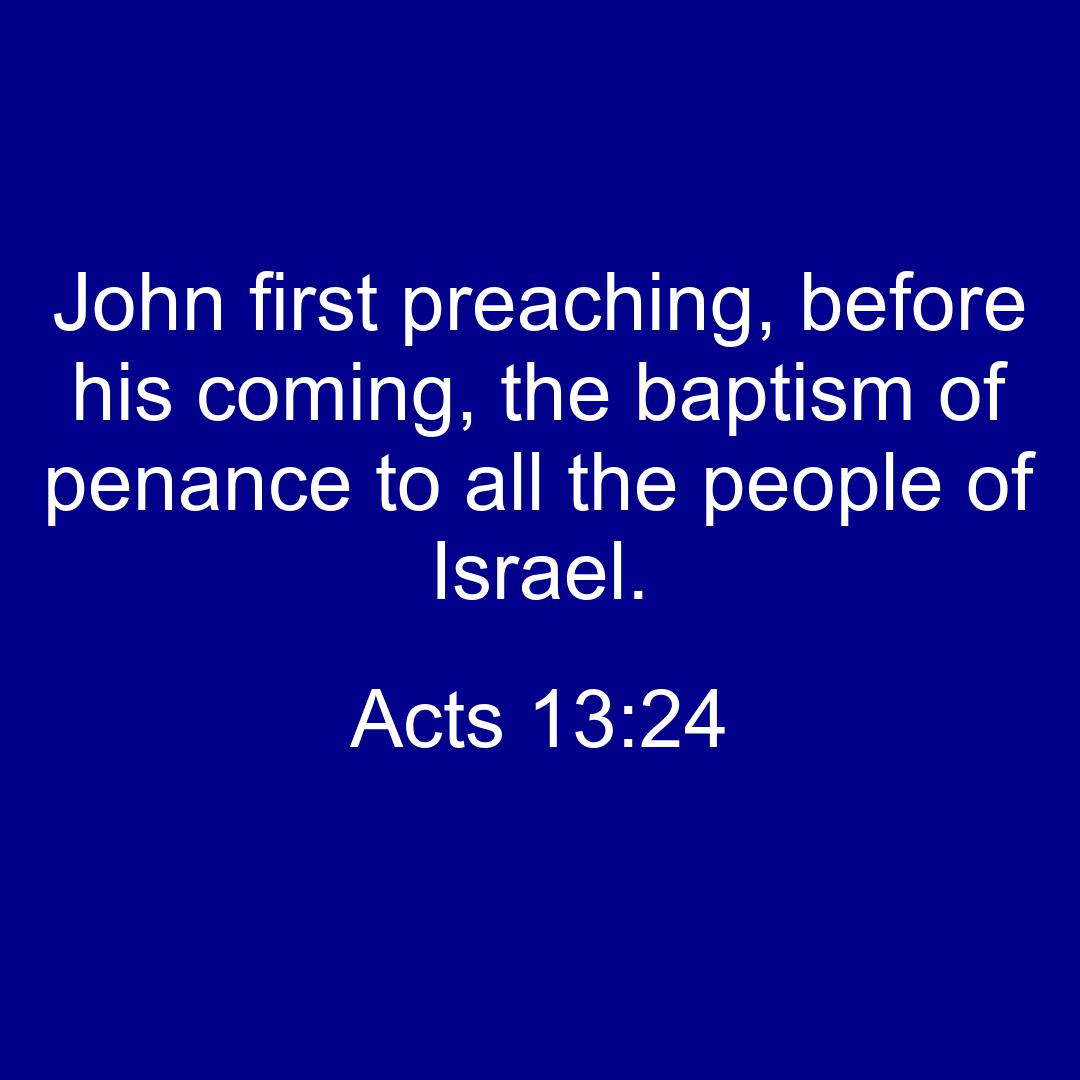 John first preaching, before
his coming, the baptism of
penance to all the people of
Israel.
Acts 13:24